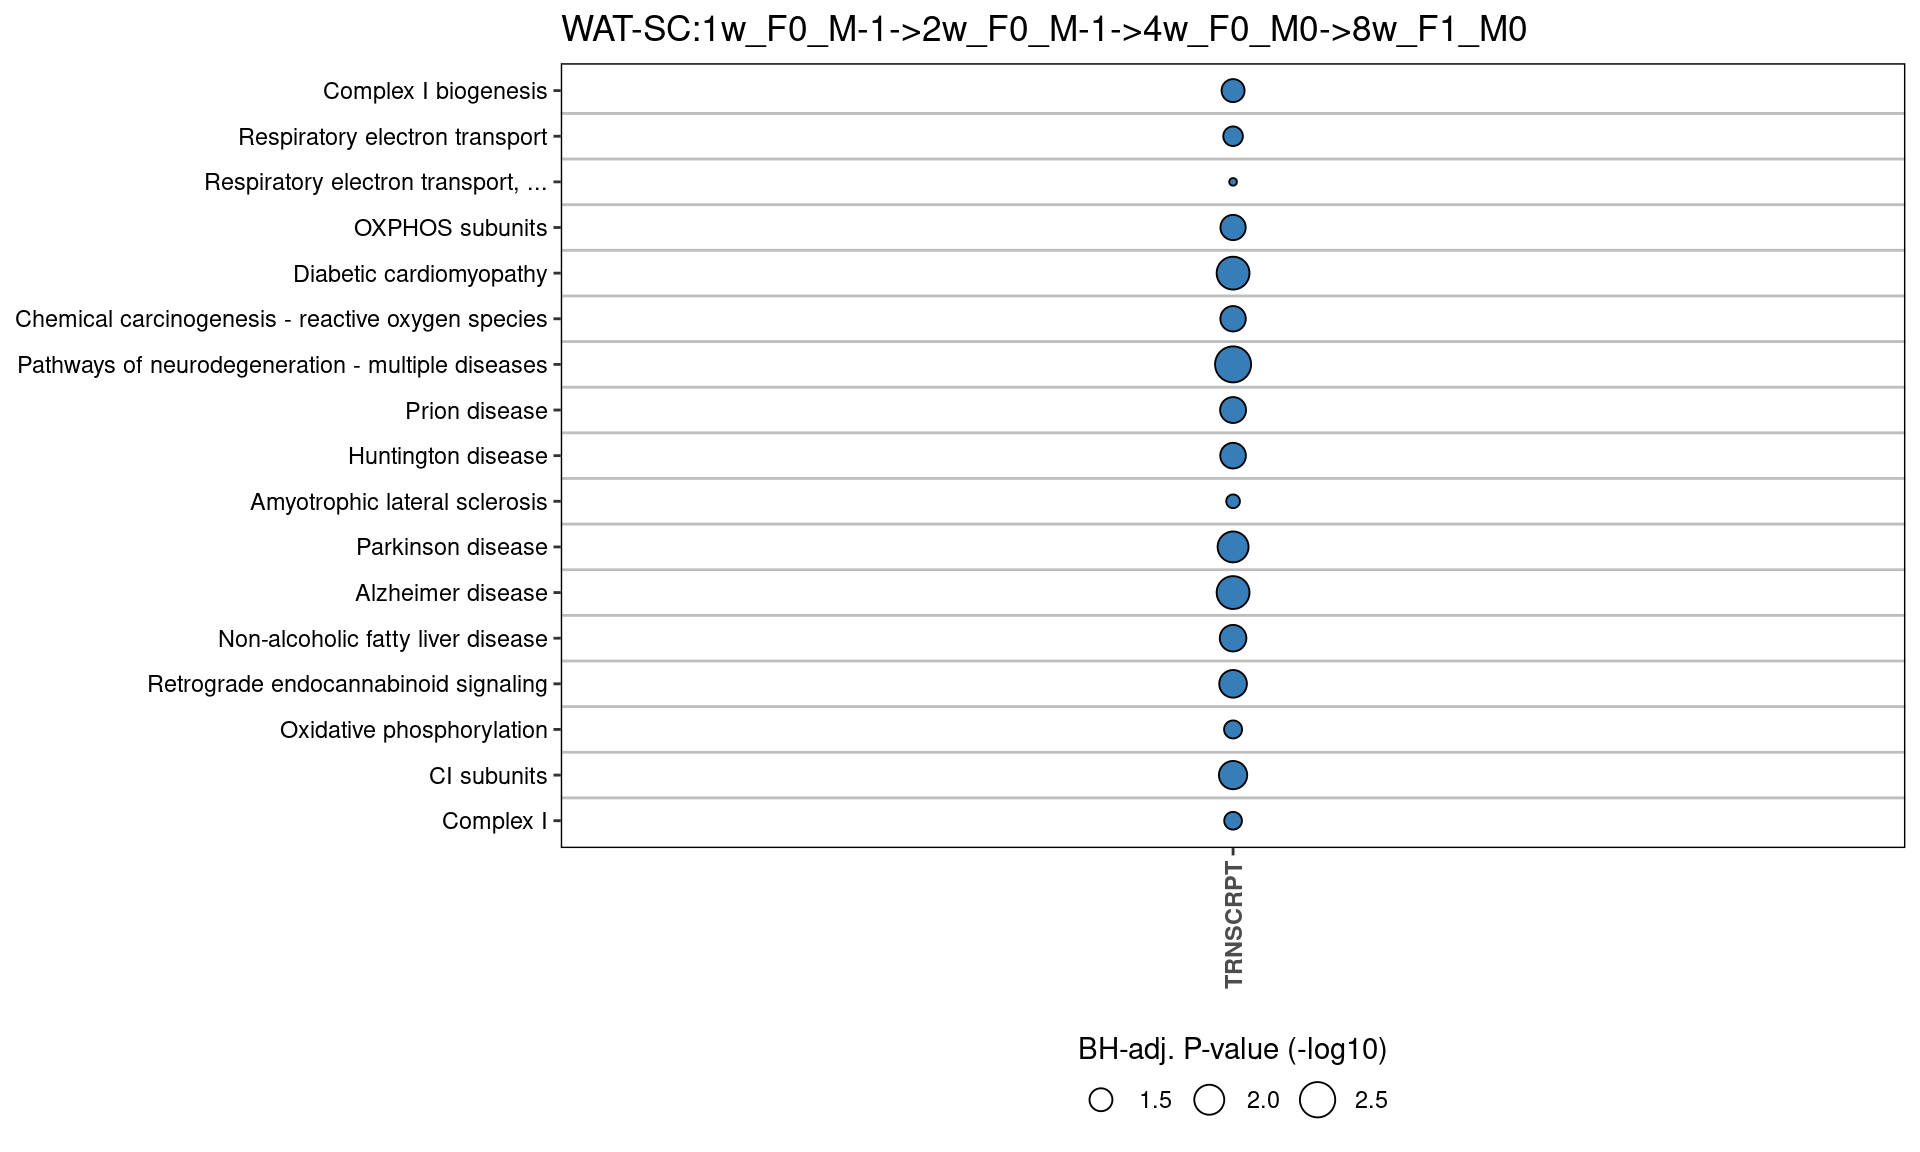 WAT-SC:1w_F0_M-1->2w_F0_M-1->4w_F0_M0->8w_F1_M0
Complex I biogenesis
Respiratory electron transport
Respiratory electron transport, ...
OXPHOS subunits
Diabetic cardiomyopathy
Chemical carcinogenesis - reactive oxygen species
Pathways of neurodegeneration - multiple diseases
Prion disease
Huntington disease
Amyotrophic lateral sclerosis
Parkinson disease
Alzheimer disease
Non-alcoholic fatty liver disease
Retrograde endocannabinoid signaling
Oxidative phosphorylation
CI subunits
Complex I
TRNSCRPT
BH-adj. P-value (-log10)
1.5 2.0 2.5